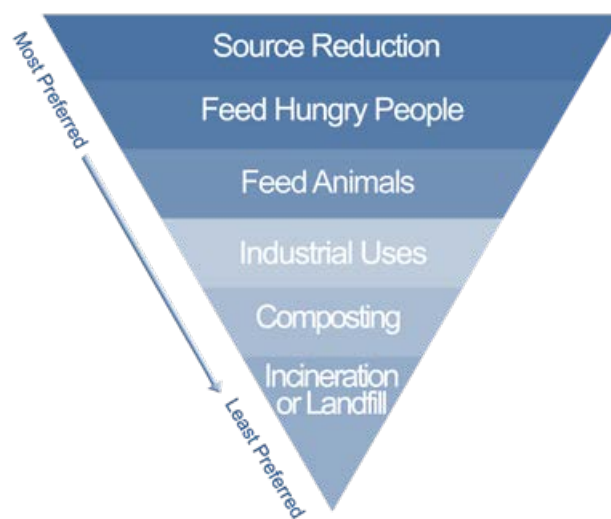 Most Preferred
Source Reduction
Feed Hungry People
Feed Animals
Industrial Uses
Composting
Incineration
or Landfill
Least Preferred